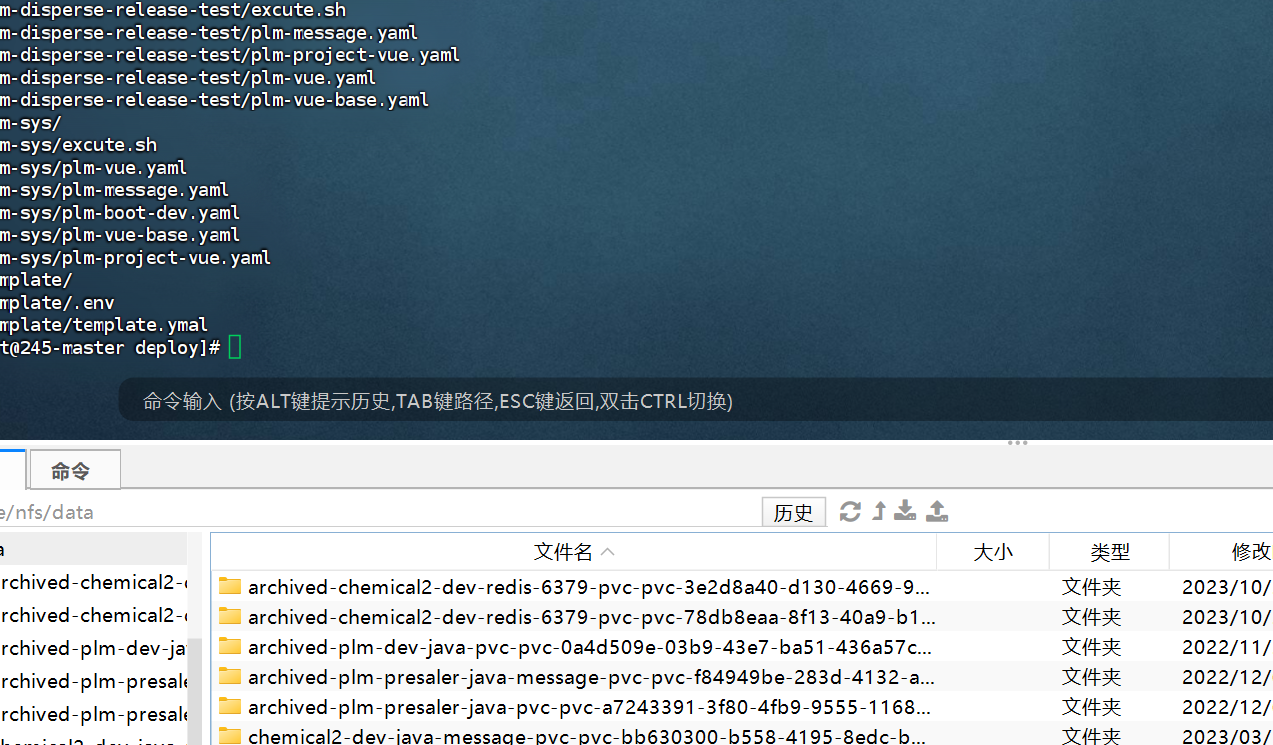 m-disperse-release-test/excute.sh
m-disperse-release-test/plm-message.yaml
m-disperse-release-test/plm-project-vue.yaml
m-disperse-release-test/plm-vue.yaml
m-disperse-release-test/plm-vue-base.yaml
m-sys/
m-sys/excute.sh
m-sys/plm-vue.yaml
m-sys/plm-message.yaml
m-sys/plm-boot-dev.yaml
m-sys/plm-vue-base.yaml
m-sys/plm-project-vue.yaml
mplate/
mplate/.env
mplate/template.ymal
t@245-master deploy]#
命令输入 (按ALT键提示历史,TAB键路径,ESC键返回,双击CTRL切换)
命令
e/nfs/data 历史
a 文件名 大小 类型 修改
rchived-chemical2-d archived-chemical2-dev-redis-6379-pvc-pvc-3e2d8a40-d130-4669-9... 文件夹 2023/10/
rchived-chemical2-d archived-chemical2-dev-redis-6379-pvc-pvc-78db8eaa-8f13-40a9-b1... 文件夹 2023/10/
rchived-plm-dev-ja archived-plm-dev-java-pvc-pvc-0a4d509e-03b9-43e7-ba51-436a57c... 文件夹 2022/11/
rchived-plm-presale archived-plm-presaler-java-message-pvc-pvc-f84949be-283d-4132-a... 文件夹 2022/12/
rchived-plm-presale archived-plm-presaler-java-pvc-pvc-a7243391-3f80-4fb9-9555-1168... 文件夹 2022/12/
chemical2-dev-java-message-pvc-pvc-bb630300-b558-4195-8edc-b... 文件夹 2023/03/